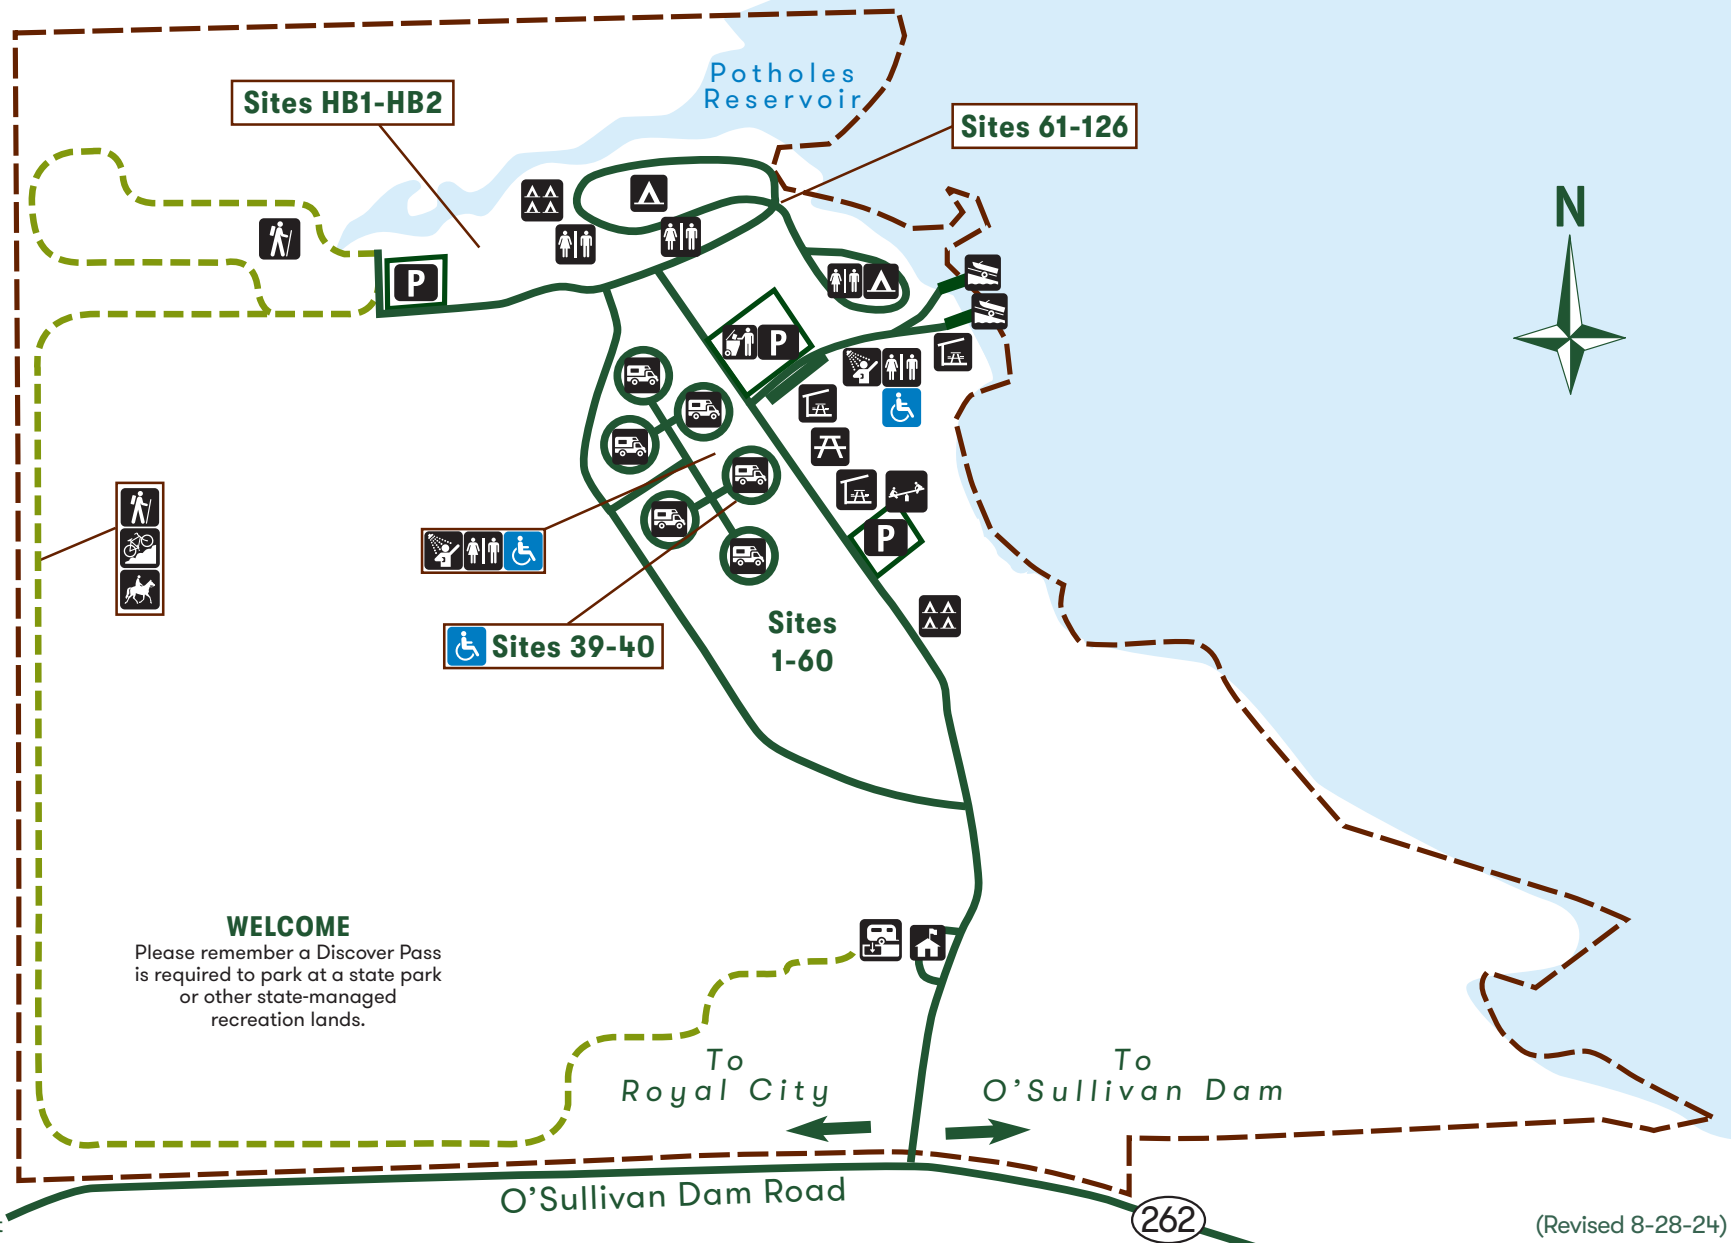 Potholes
Reservoir
Sites HB1-HB2
Sites 61-126
N
P
P
P
Sites 39-40
Sites
1-60
WELCOME
Please remember a Discover Pass
is required to park at a state park
or other state-managed
recreation lands.
To
Royal City
To
O'Sullivan Dam
O'Sullivan Dam Road
262
(Revised 8-28-24)